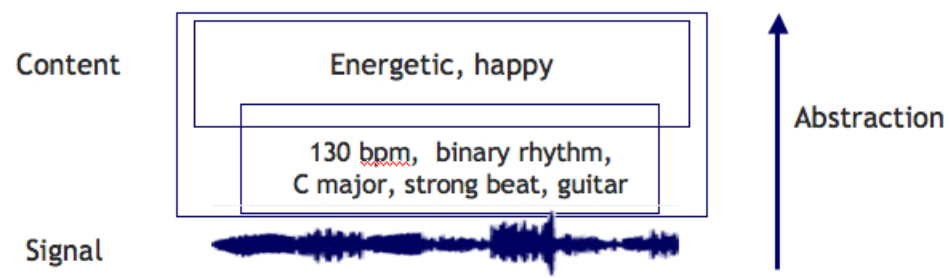 Content
Energetic, happy
Abstraction
130 bpm, binary rhythm,
C major, strong beat, guitar
Signal